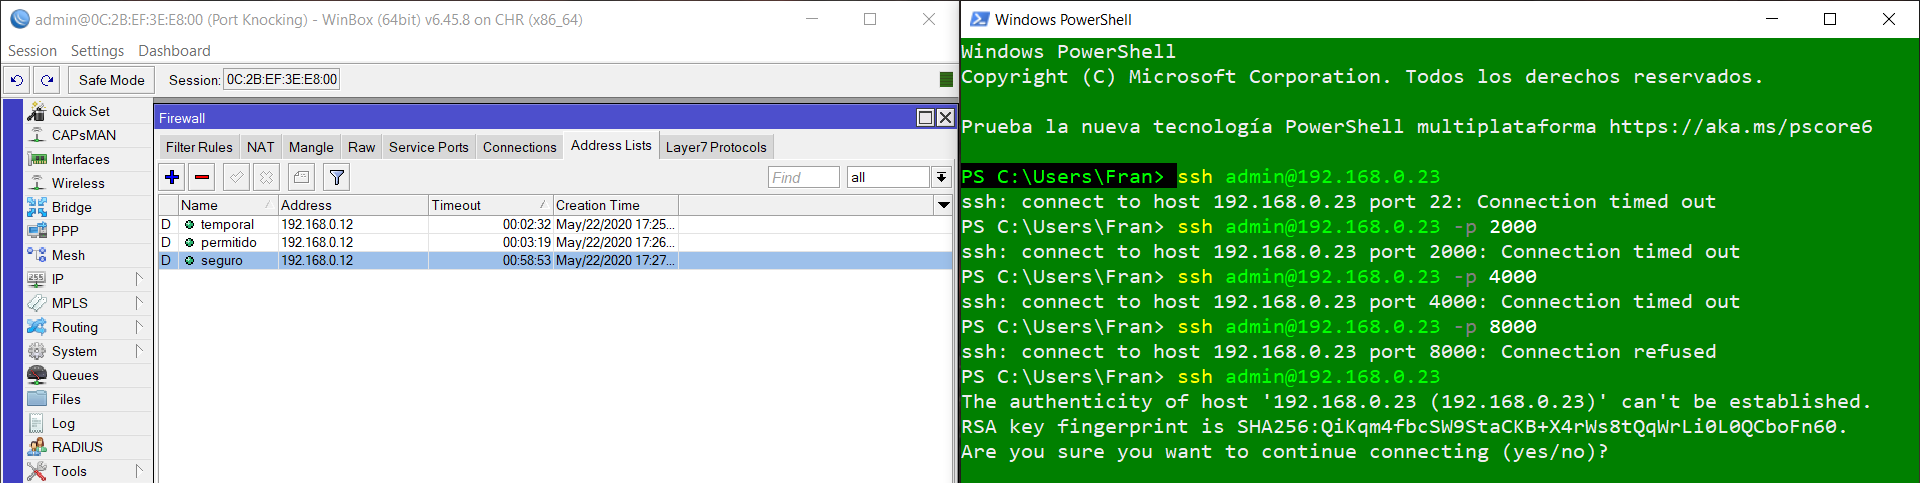 admin@0C:2B:EF:3E:E8:00 (Port Knocking) - WinBox (64bit) v6.45.8 on CHR (x86_64)
Session Settings Dashboard
Safe Mode Session: 0C:2B:EF:3E:E8:00
Quick Set
CAPsMAN
Interfaces
Wireless
Bridge
PPP
Mesh
IP
MPLS
Routing
System
Queues
Files
Log
RADIUS
Tools
Firewall
Filter Rules NAT Mangle Raw Service Ports Connections Address Lists Layer7 Protocols
Find all
Name Address Timeout Creation Time
D temporal 192.168.0.12 00:02:32 May/22/2020 17:25...
D permitido 192.168.0.12 00:03:19 May/22/2020 17:26...
D seguro 192.168.0.12 00:58:53 May/22/2020 17:27...
Windows PowerShell
Windows PowerShell
Copyright (C) Microsoft Corporation. Todos los derechos reservados.
Prueba la nueva tecnología PowerShell multiplataforma https://aka.ms/pscore6
PS C:\Users\Fran> ssh admin@192.168.0.23
ssh: connect to host 192.168.0.23 port 22: Connection timed out
PS C:\Users\Fran> ssh admin@192.168.0.23 -p 2000
ssh: connect to host 192.168.0.23 port 2000: Connection timed out
PS C:\Users\Fran> ssh admin@192.168.0.23 -p 4000
ssh: connect to host 192.168.0.23 port 4000: Connection timed out
PS C:\Users\Fran> ssh admin@192.168.0.23 -p 8000
ssh: connect to host 192.168.0.23 port 8000: Connection refused
PS C:\Users\Fran> ssh admin@192.168.0.23
The authenticity of host '192.168.0.23 (192.168.0.23)' can't be established.
RSA key fingerprint is SHA256:QiKqm4fbcSW9StaCKB+X4rWs8tQqWrLi0L0QCboFn60.
Are you sure you want to continue connecting (yes/no)?